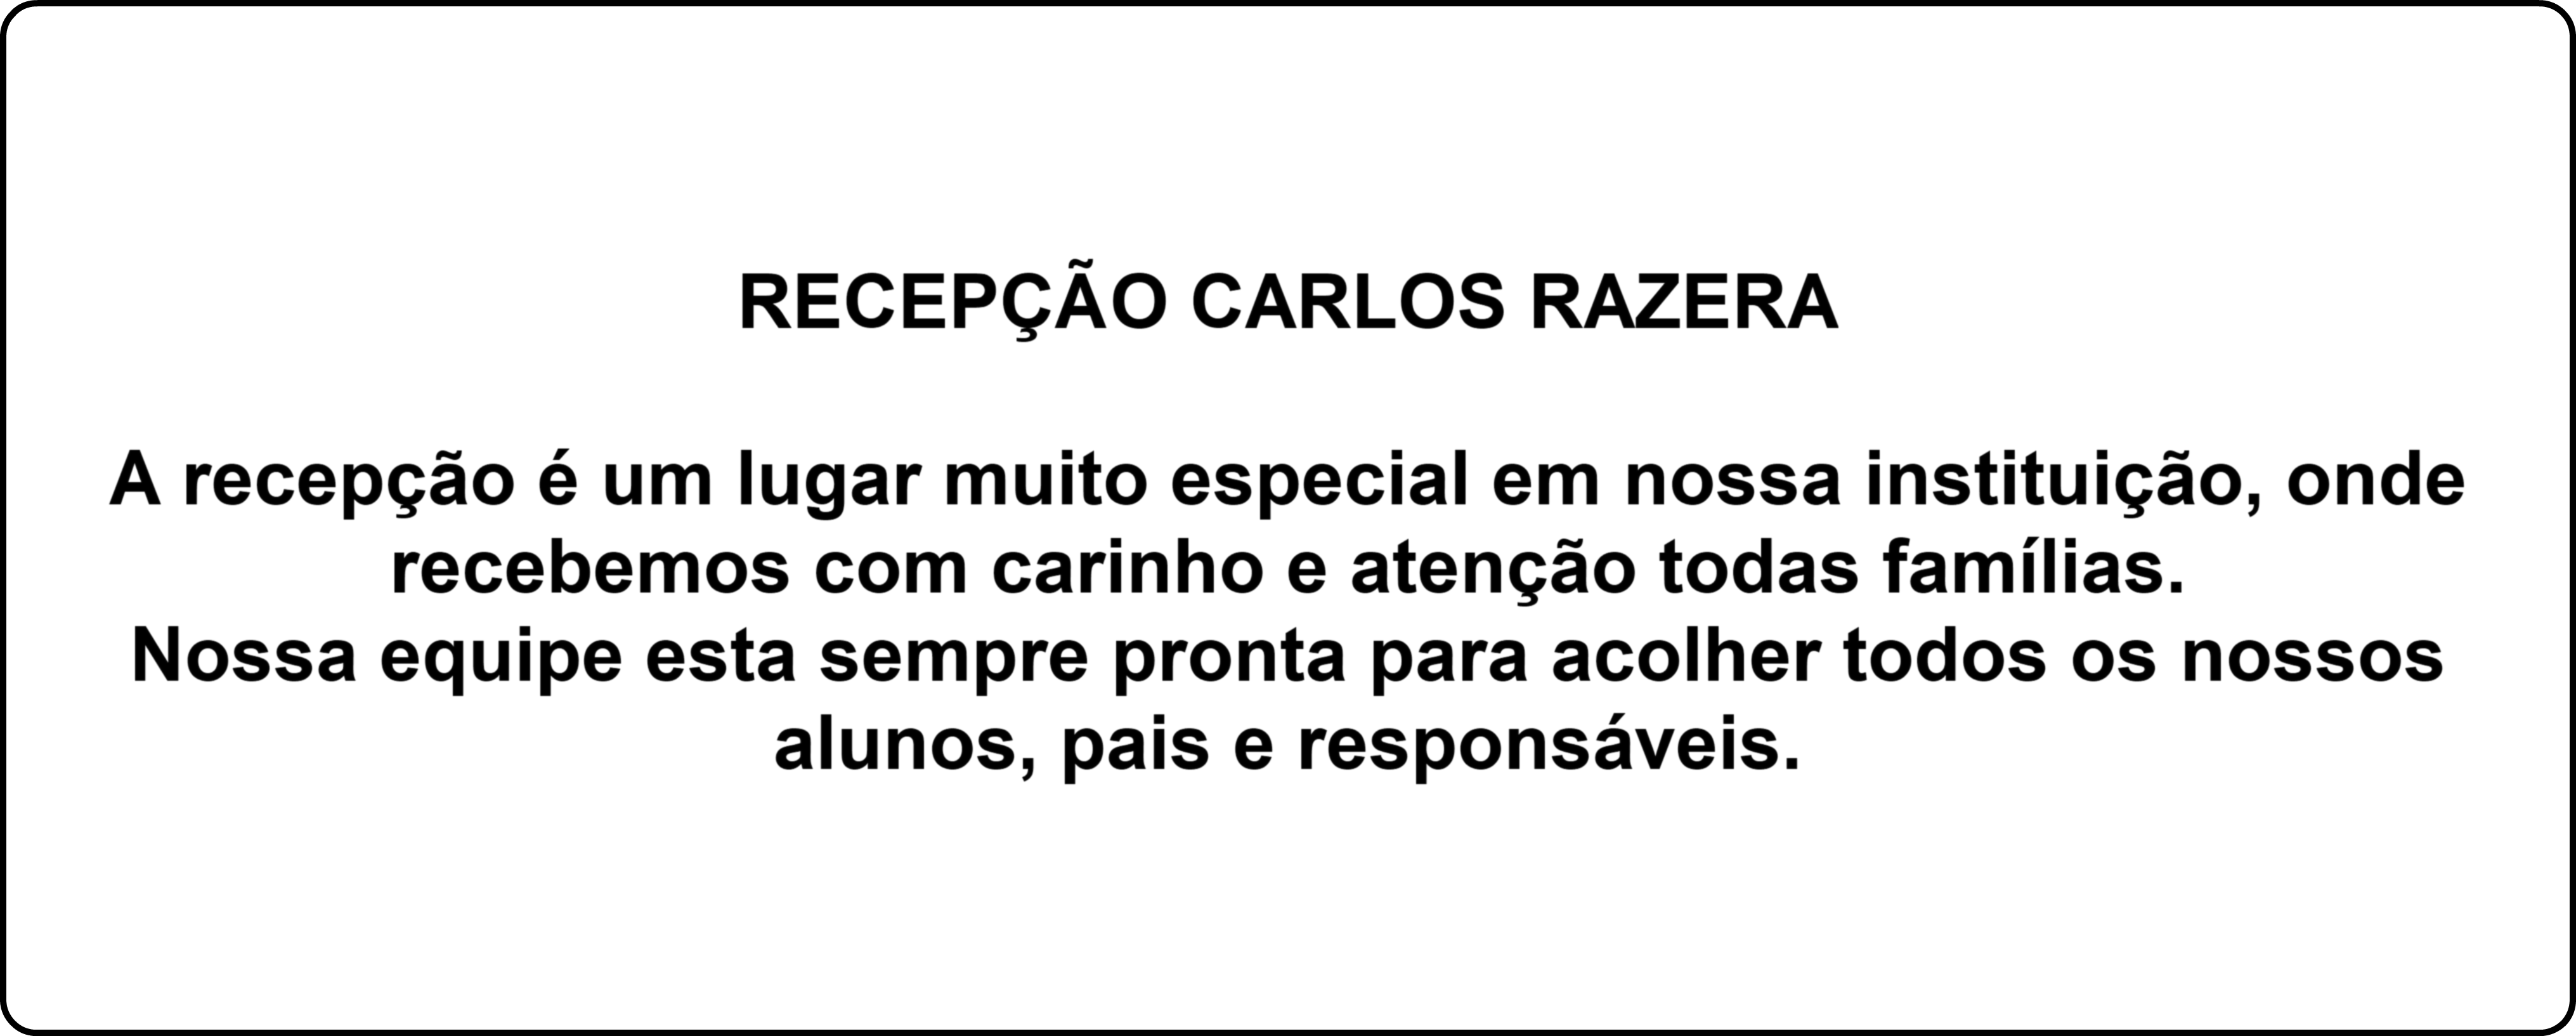 RECEPÇÃO CARLOS RAZERA
A recepção é um lugar muito especial em nossa instituição, onde
recebemos com carinho e atenção todas famílias.
Nossa equipe esta sempre pronta para acolher todos os nossos
alunos, pais e responsáveis.